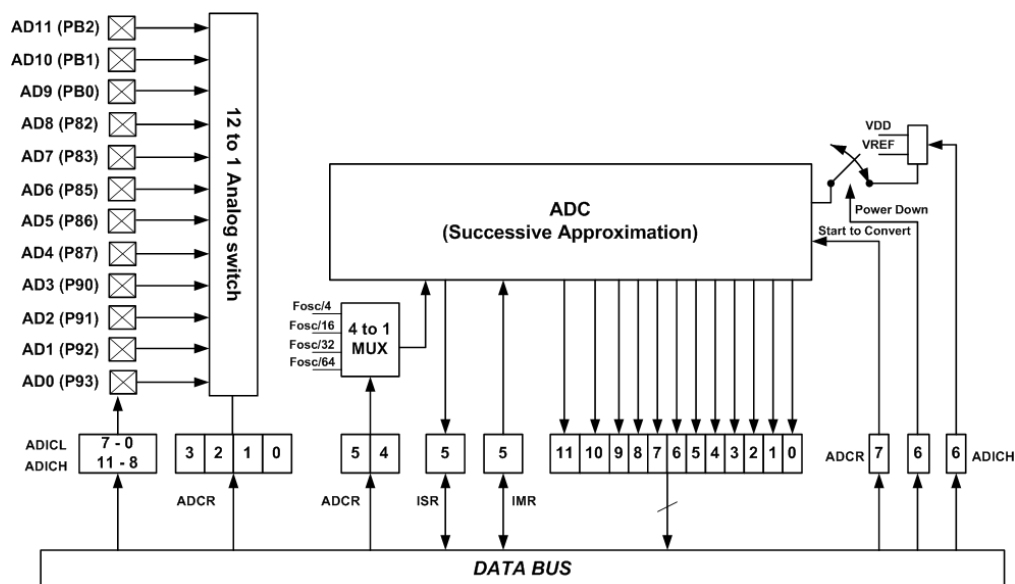 AD11 (PB2)
AD10 (PB1)
AD9 (PB0)
AD8 (P82)
AD7 (P83)
AD6 (P85)
AD5 (P86)
AD4 (P87)
AD3 (P90)
AD2 (P91)
AD1 (P92)
AD0 (P93)
12 to 1 Analog switch
ADC
(Successive Approximation)
VDD
VREF
Power Down
Start to Convert
Fosc/4
Fosc/16
Fosc/32
Fosc/64
4 to 1
MUX
ADICL
ADICH
7 - 0
11 - 8
3 2 1 0
ADCR
5 4
ADCR
5
ISR
5
IMR
11 10 9 8 7 6 5 4 3 2 1 0
ADCR 7 6 6 ADICH
DATA BUS